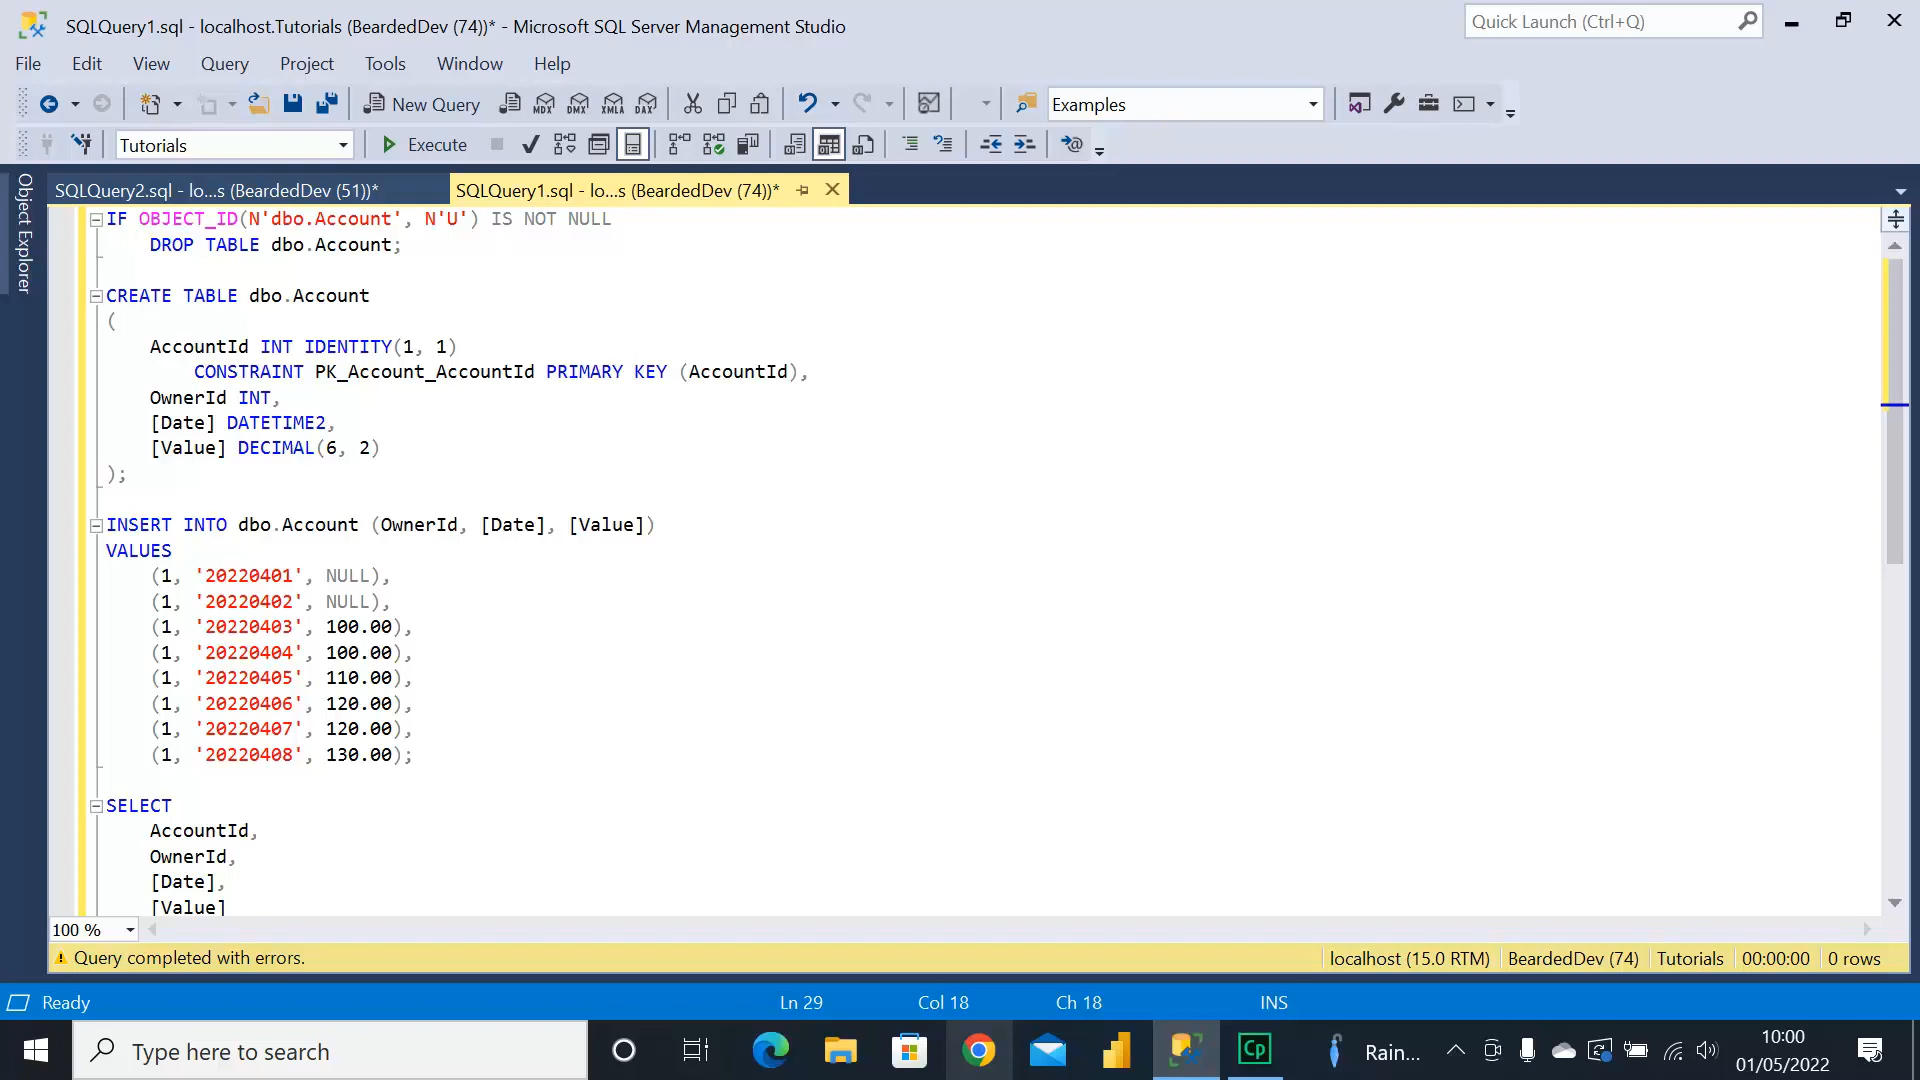 SQLQuery1.sql - localhost.Tutorials (BeardedDev (74))* - Microsoft SQL Server Management Studio
Quick Launch (Ctrl+Q)
File Edit View Query Project Tools Window Help
New Query
MDX
DMX
XMLA
DAX
Examples
Tutorials
Execute
Object Explorer
SQLQuery2.sql - lo...s (BeardedDev (51))*
SQLQuery1.sql - lo...s (BeardedDev (74))*
IF OBJECT_ID(N'dbo.Account', N'U') IS NOT NULL
DROP TABLE dbo.Account;
CREATE TABLE dbo.Account
(
AccountId INT IDENTITY(1, 1)
CONSTRAINT PK_Account_AccountId PRIMARY KEY (AccountId),
OwnerId INT,
[Date] DATETIME2,
[Value] DECIMAL(6, 2)
);
INSERT INTO dbo.Account (OwnerId, [Date], [Value])
VALUES
(1, '20220401', NULL),
(1, '20220402', NULL),
(1, '20220403', 100.00),
(1, '20220404', 100.00),
(1, '20220405', 110.00),
(1, '20220406', 120.00),
(1, '20220407', 120.00),
(1, '20220408', 130.00);
SELECT
AccountId,
OwnerId,
[Date],
[Value]
100 %
Query completed with errors.
localhost (15.0 RTM) BeardedDev (74) Tutorials 00:00:00 0 rows
Ready
Ln 29 Col 18 Ch 18 INS
Type here to search
Cp
Rain...
10:00
01/05/2022